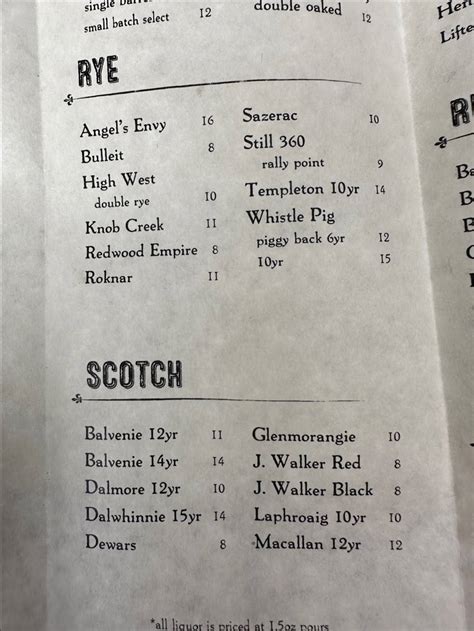 single
small batch select 12
double oaked 12
RYE
Angel's Envy 16
Bulleit 8
High West
double rye 10
Knob Creek 11
Redwood Empire 8
Roknar 11
Sazerac 10
Still 360
rally point 9
Templeton 10yr 14
Whistle Pig
piggy back 6yr 12
10yr 15
SCOTCH
Balvenie 12yr 11
Balvenie 14yr 14
Dalmore 12yr 10
Dalwhinnie 15yr 14
Dewars 8
Glenmorangie 10
J. Walker Red 8
J. Walker Black 8
Laphroaig 10yr 10
Macallan 12yr 12
*all liquor is priced at 1.5oz pours